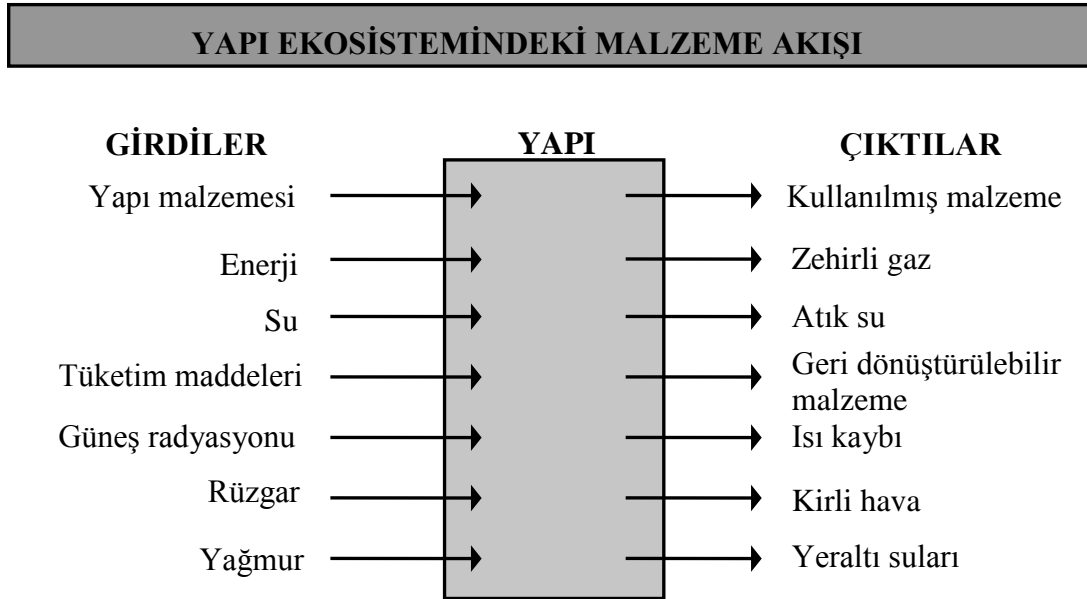 YAPI EKOSİSTEMİNDEKİ MALZEME AKIŞI
GİRDİLER
YAPI
ÇIKTILAR
Yapı malzemesi
Kullanılmış malzeme
Enerji
Zehirli gaz
Su
Atık su
Tüketim maddeleri
Geri dönüştürülebilir
malzeme
Güneş radyasyonu
Isı kaybı
Rüzgar
Kirli hava
Yağmur
Yeraltı suları